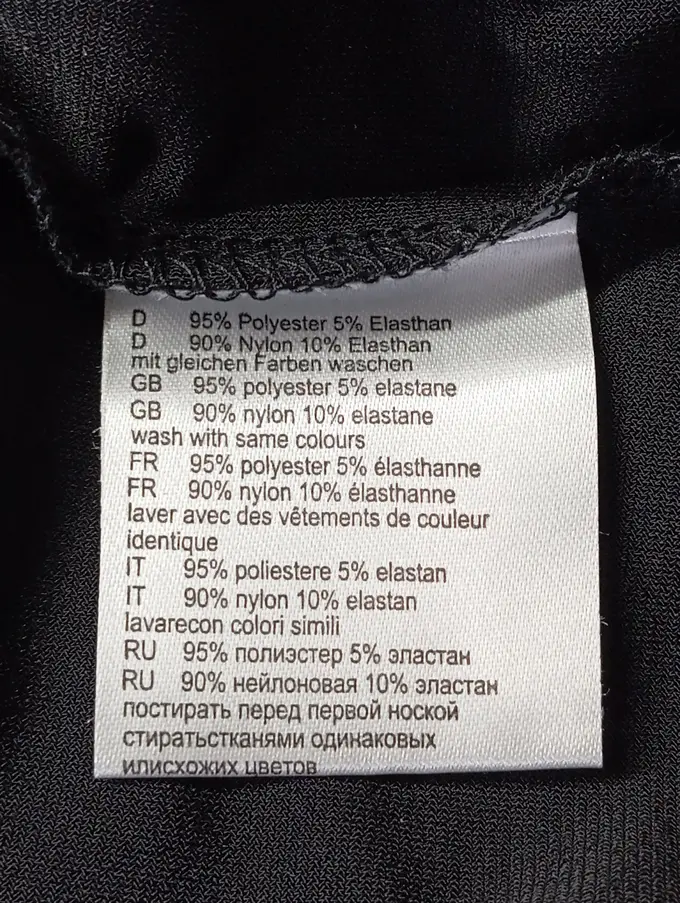 D 95% Polyester 5% Elasthan
D 90% Nylon 10% Elasthan
mit gleichen Farben waschen
GB 95% polyester 5% elastane
GB 90% nylon 10% elastane
wash with same colours
FR 95% polyester 5% élasthanne
FR 90% nylon 10% élasthanne
laver avec des vêtements de couleur
identique
IT 95% poliestere 5% elastan
IT 90% nylon 10% elastan
lavarecon colori simili
RU 95% полиэстер 5% эластан
RU 90% нейлоновая 10% эластан
постирать перед первой ноской
стиратьстканями одинаковых
илисхожих цветов